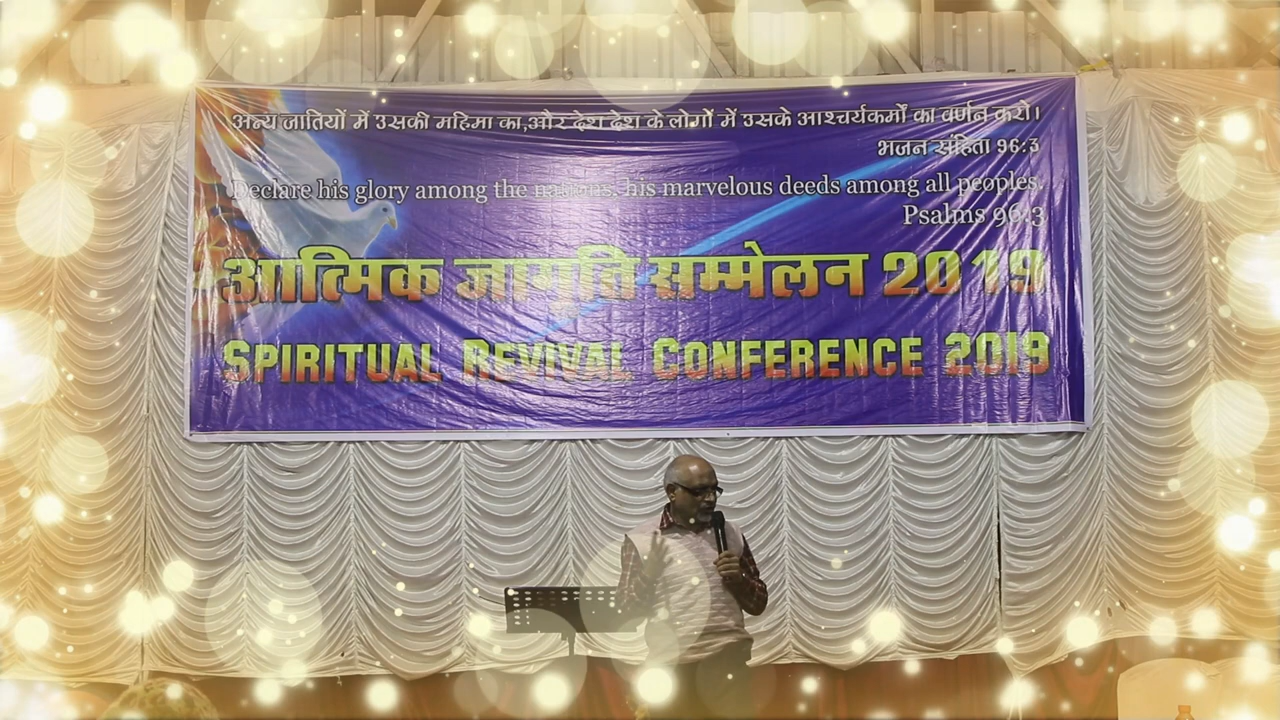 अन्य जातियों में उसकी महिमा का,और देश देश के लोगों में उसके आश्चर्यकर्मों का वर्णन करो।
भजन संहिता 96:3
Declare his glory among the nations, his marvelous deeds among all peoples.
Psalms 96:3
आत्मिक जागृति सम्मेलन 2019
SPIRITUAL REVIVAL CONFERENCE 2019